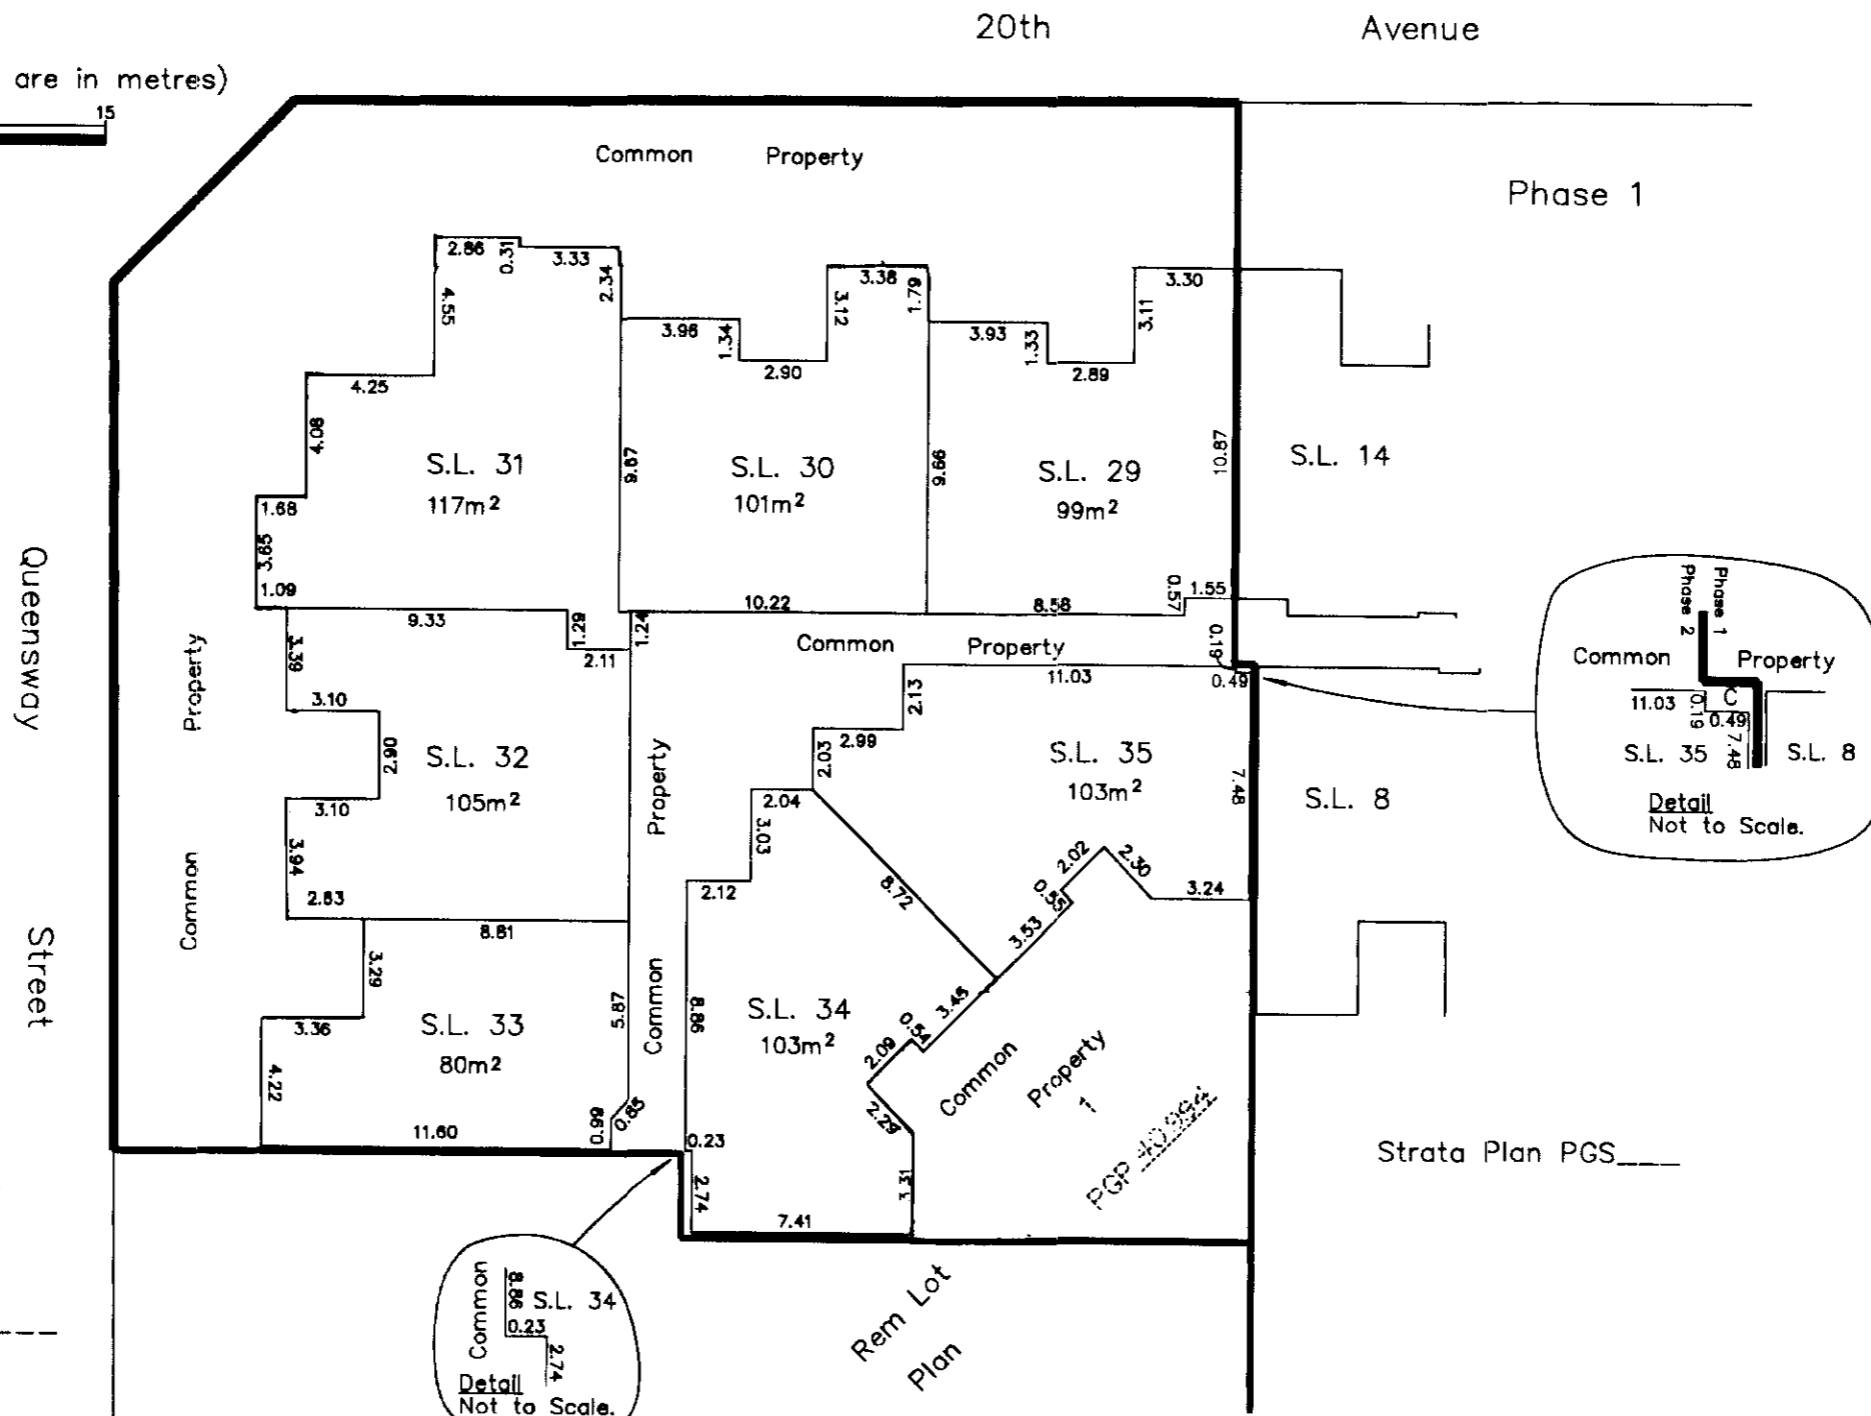 20th Avenue
are in metres)
15
Common Property
Phase 1
2.86
0.31
3.33
2.34
4.55
3.38
1.79
3.12
3.30
3.11
3.96
1.34
2.90
3.93
1.33
2.89
4.25
4.08
S.L. 31
117m²
9.67
S.L. 30
101m²
9.66
S.L. 29
99m²
10.87
S.L. 14
1.68
3.65
1.09
9.33
1.29
2.11
1.24
10.22
8.58
0.57
1.55
0.19
0.49
Queensway Street
Common Property
Common Property
11.03
2.13
2.99
2.03
3.39
3.10
2.90
3.10
3.94
2.83
S.L. 32
105m²
Common Property
S.L. 35
103m²
7.48
S.L. 8
2.04
3.03
2.12
8.72
2.02
2.30
0.55
3.24
3.53
8.81
3.29
3.36
4.22
S.L. 33
80m²
5.87
0.85
0.99
11.60
8.86
S.L. 34
103m²
3.45
0.54
2.09
2.29
3.31
0.23
2.74
7.41
Common Property
1
PGP 40994
Strata Plan PGS___
Rem Lot
Plan
Phase 1
Phase 2
Common Property
11.03
0.19
C
0.49
7.48
S.L. 35
S.L. 8
Detail
Not to Scale.
Common
8.86
S.L. 34
0.23
2.74
Detail
Not to Scale.